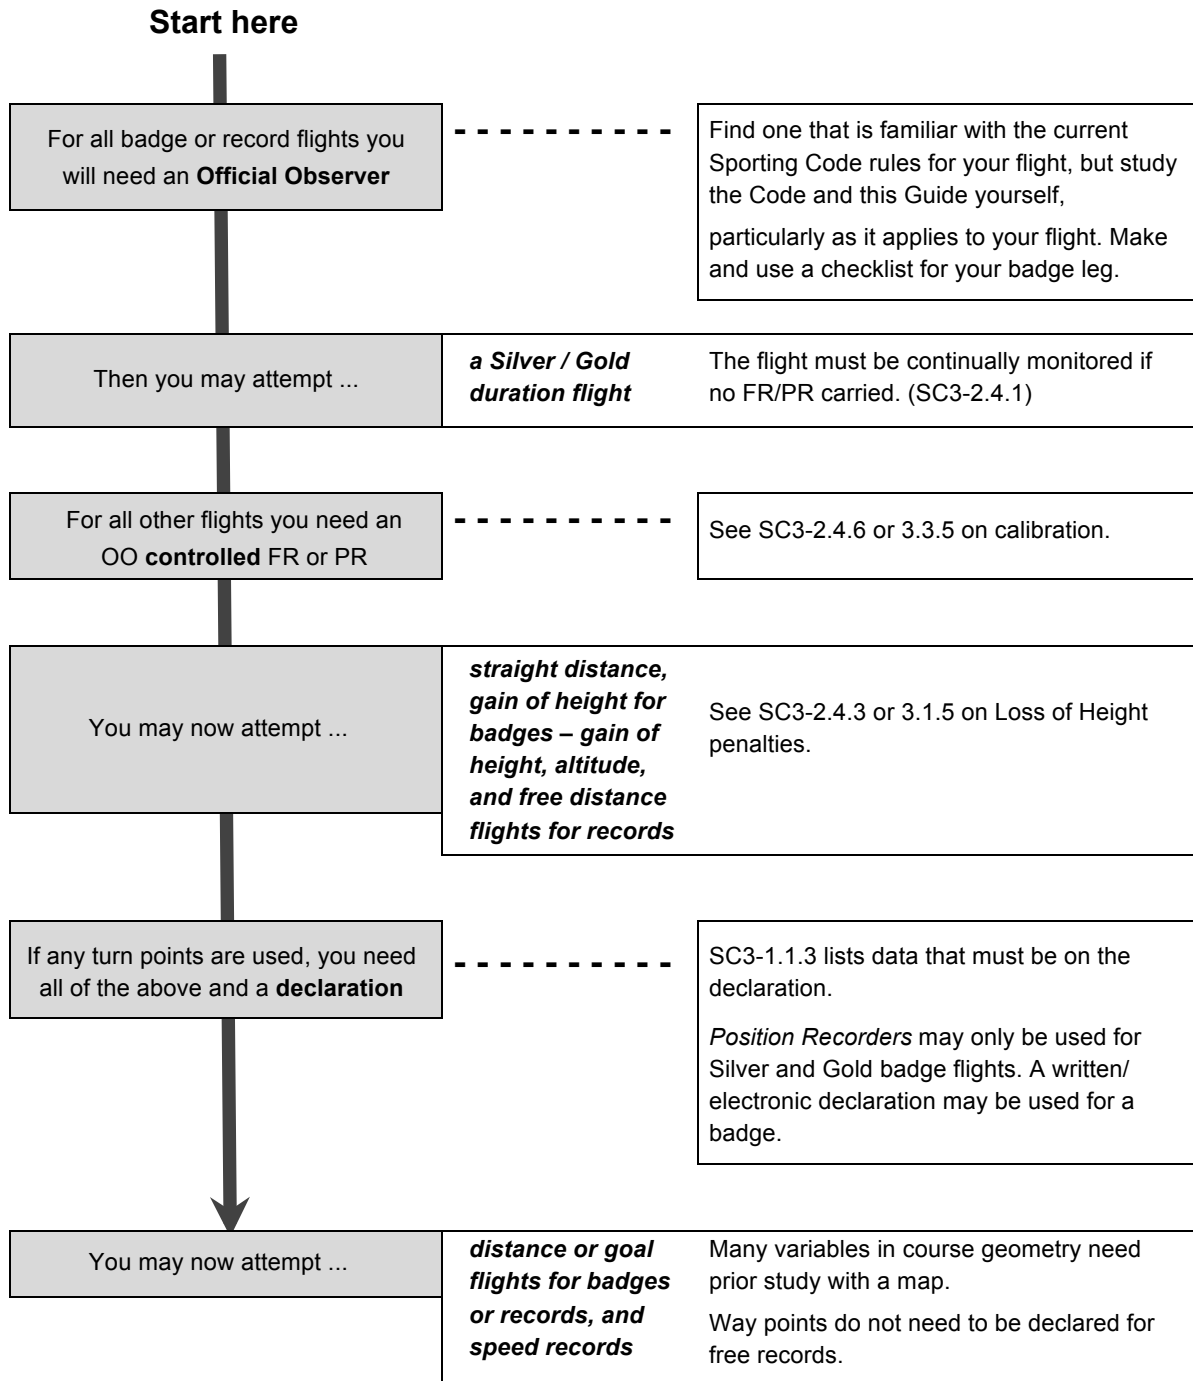 Start here
For all badge or record flights you
will need an Official Observer
- - - - - - - - - -
Find one that is familiar with the current
Sporting Code rules for your flight, but study
the Code and this Guide yourself,
particularly as it applies to your flight. Make
and use a checklist for your badge leg.
Then you may attempt ...
a Silver / Gold
duration flight
The flight must be continually monitored if
no FR/PR carried. (SC3-2.4.1)
For all other flights you need an
OO controlled FR or PR
- - - - - - - - - -
See SC3-2.4.6 or 3.3.5 on calibration.
You may now attempt ...
straight distance,
gain of height for
badges – gain of
height, altitude,
and free distance
flights for records
See SC3-2.4.3 or 3.1.5 on Loss of Height
penalties.
If any turn points are used, you need
all of the above and a declaration
- - - - - - - - - -
SC3-1.1.3 lists data that must be on the
declaration.
Position Recorders may only be used for
Silver and Gold badge flights. A written/
electronic declaration may be used for a
badge.
You may now attempt ...
distance or goal
flights for badges
or records, and
speed records
Many variables in course geometry need
prior study with a map.
Way points do not need to be declared for
free records.